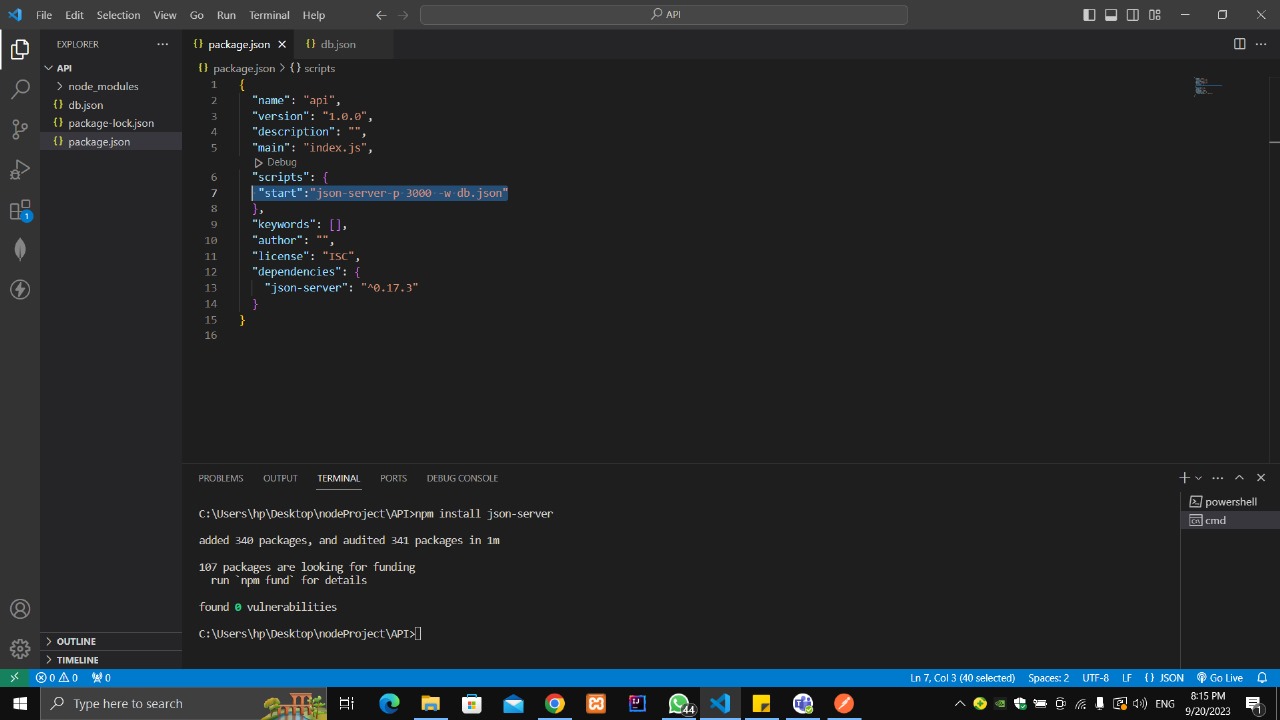 File Edit Selection View Go Run Terminal Help
API
EXPLORER
package.json
db.json
API
node_modules
db.json
package-lock.json
package.json
package.json > {} scripts
1 {
2 "name": "api",
3 "version": "1.0.0",
4 "description": "",
5 "main": "index.js",
Debug
6 "scripts": {
7 "start":"json-server-p 3000 -w db.json"
8 },
9 "keywords": [],
10 "author": "",
11 "license": "ISC",
12 "dependencies": {
13 "json-server": "^0.17.3"
14 }
15 }
16
1
PROBLEMS OUTPUT TERMINAL PORTS DEBUG CONSOLE
C:\Users\hp\Desktop\nodeProject\API>npm install json-server
added 340 packages, and audited 341 packages in 1m
107 packages are looking for funding
run `npm fund` for details
found 0 vulnerabilities
C:\Users\hp\Desktop\nodeProject\API>
powershell
cmd
OUTLINE
TIMELINE
0 0 0
Ln 7, Col 3 (40 selected) Spaces: 2 UTF-8 LF {} JSON Go Live
Type here to search
44
ENG
8:15 PM
9/20/2023
1